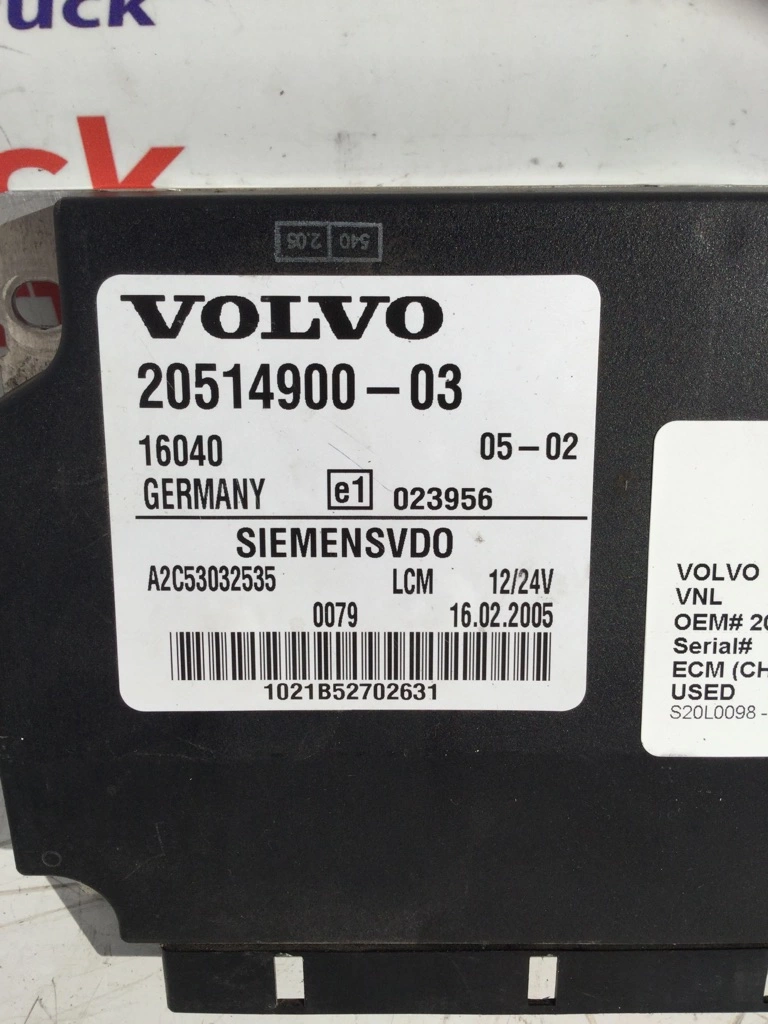 ck
540 2.05
VOLVO
20514900-03
16040 05-02
GERMANY e1 023956
SIEMENSVDO
A2C53032535 LCM 12/24V
0079 16.02.2005
1021B52702631
VOLVO
VNL
OEM# 20
Serial#
ECM (CH
USED
S20L0098 -